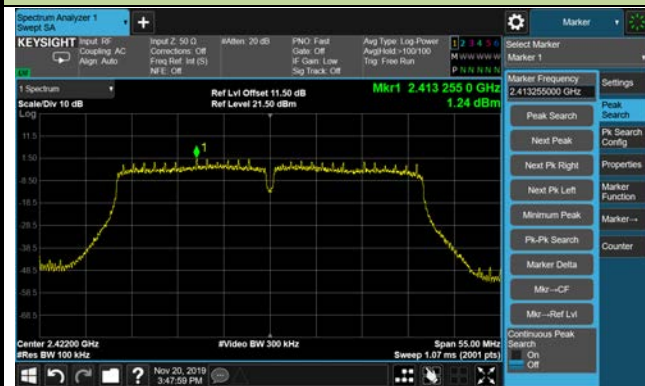 Spectrum Analyzer 1
Swept SA
Marker
KEYSIGHT
Input: RF
Coupling: AC
Align: Auto
Input Z: 50 Ω
Corrections: Off
Freq Ref: Int (S)
NFE: Off
#Atten: 20 dB
PNO: Fast
Gate: Off
IF Gain: Low
Sig Track: Off
Avg Type: Log-Power
Avg|Hold:>100/100
Trig: Free Run
1 2 3 4 5 6
M W W W W W
P N N N N N
Select Marker
Marker 1
1 Spectrum
Scale/Div 10 dB
Log
Ref Lvl Offset 11.50 dB
Ref Level 21.50 dBm
Mkr1 2.413 255 0 GHz
1.24 dBm
11.5
1.50
-8.50
-18.5
-28.5
-38.5
-48.5
-58.5
-68.5
1
Center 2.42200 GHz
#Res BW 100 kHz
#Video BW 300 kHz
Span 55.00 MHz
Sweep 1.07 ms (2001 pts)
Marker Frequency
2.413255000 GHz
Peak Search
Next Peak
Next Pk Right
Next Pk Left
Minimum Peak
Pk-Pk Search
Marker Delta
Mkr→CF
Mkr→Ref Lvl
Continuous Peak
Search
On
Off
Settings
Peak
Search
Pk Search
Config
Properties
Marker
Function
Marker→
Counter
Nov 20, 2019
3:47:59 PM